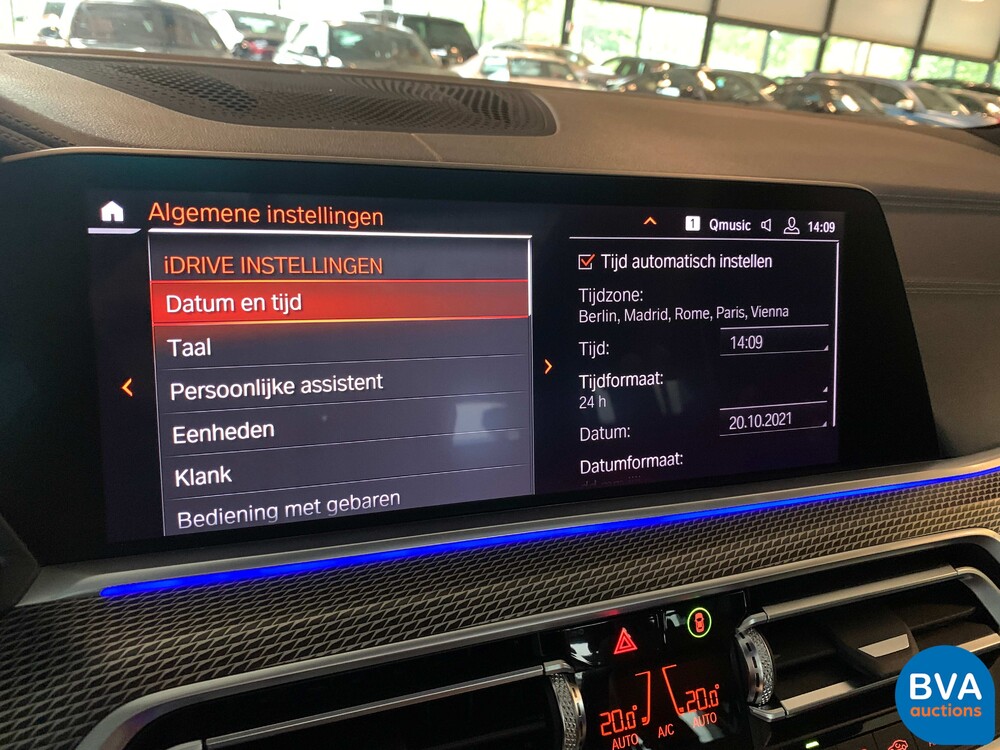 Algemene instellingen
1 Qmusic 14:09
iDRIVE INSTELLINGEN
Datum en tijd
Taal
Persoonlijke assistent
Eenheden
Klank
Bediening met gebaren
Tijd automatisch instellen
Tijdzone:
Berlin, Madrid, Rome, Paris, Vienna
Tijd: 14:09
Tijdformaat:
24 h
Datum: 20.10.2021
Datumformaat:
20.0° 20.0°
AUTO A/C AUTO
BVA
auctions